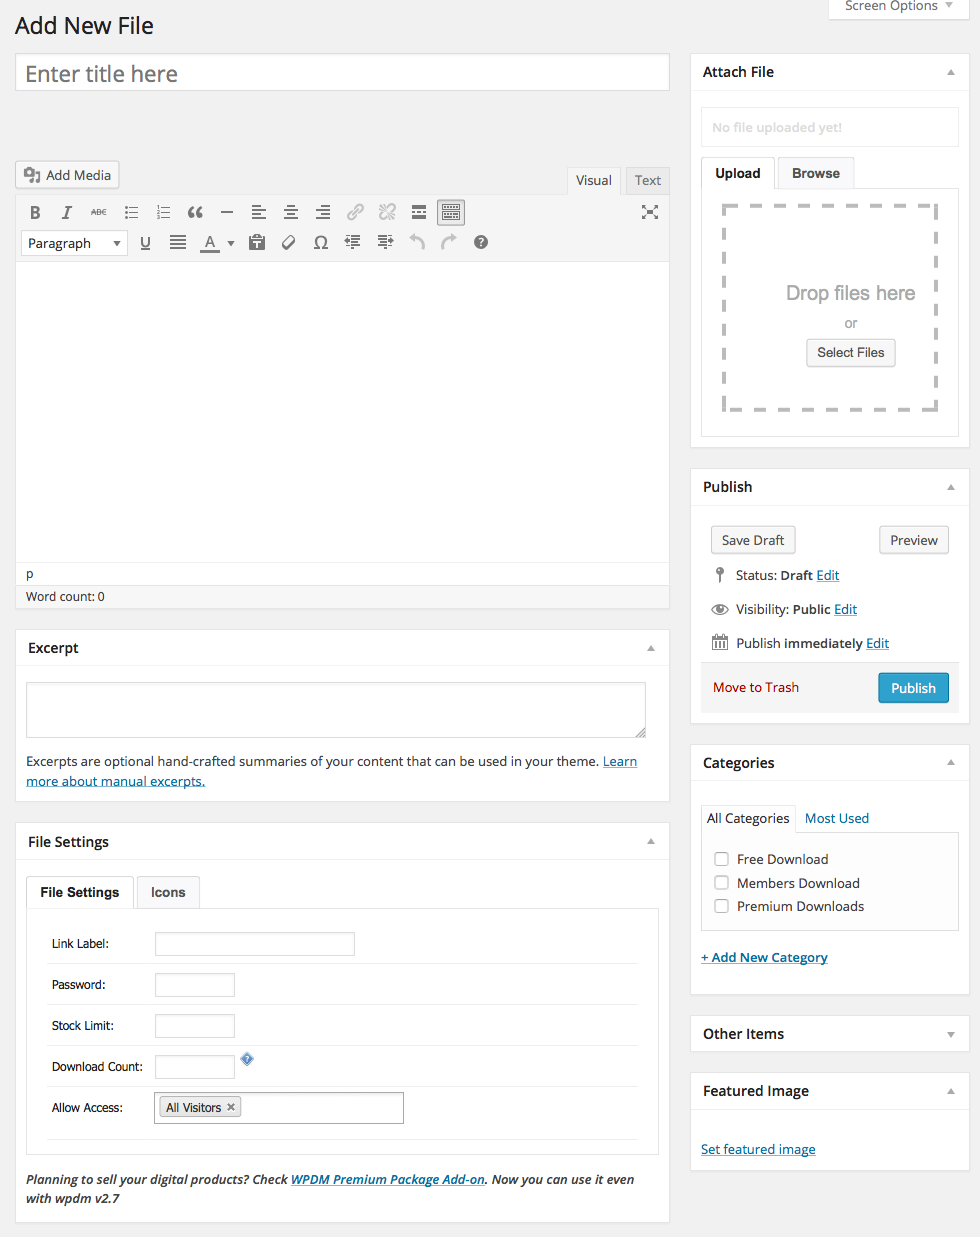 Screen Options
Add New File
Enter title here
Add Media
Visual
Text
B I ABC
Paragraph U A Ω
p
Word count: 0
Excerpt
Excerpts are optional hand-crafted summaries of your content that can be used in your theme. Learn
more about manual excerpts.
File Settings
File Settings
Icons
Link Label:
Password:
Stock Limit:
Download Count:
Allow Access:
All Visitors
Planning to sell your digital products? Check WPDM Premium Package Add-on. Now you can use it even
with wpdm v2.7
Attach File
No file uploaded yet!
Upload
Browse
Drop files here
or
Select Files
Publish
Save Draft
Preview
Status: Draft Edit
Visibility: Public Edit
Publish immediately Edit
Move to Trash
Publish
Categories
All Categories
Most Used
Free Download
Members Download
Premium Downloads
+ Add New Category
Other Items
Featured Image
Set featured image